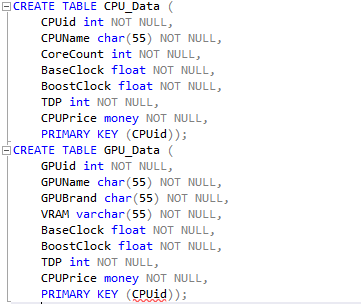 CREATE TABLE CPU_Data (
CPUid int NOT NULL,
CPUName char(55) NOT NULL,
CoreCount int NOT NULL,
BaseClock float NOT NULL,
BoostClock float NOT NULL,
TDP int NOT NULL,
CPUPrice money NOT NULL,
PRIMARY KEY (CPUid));
CREATE TABLE GPU_Data (
GPUid int NOT NULL,
GPUName char(55) NOT NULL,
GPUBrand char(55) NOT NULL,
VRAM varchar(55) NOT NULL,
BaseClock float NOT NULL,
BoostClock float NOT NULL,
TDP int NOT NULL,
CPUPrice money NOT NULL,
PRIMARY KEY (CPUid));